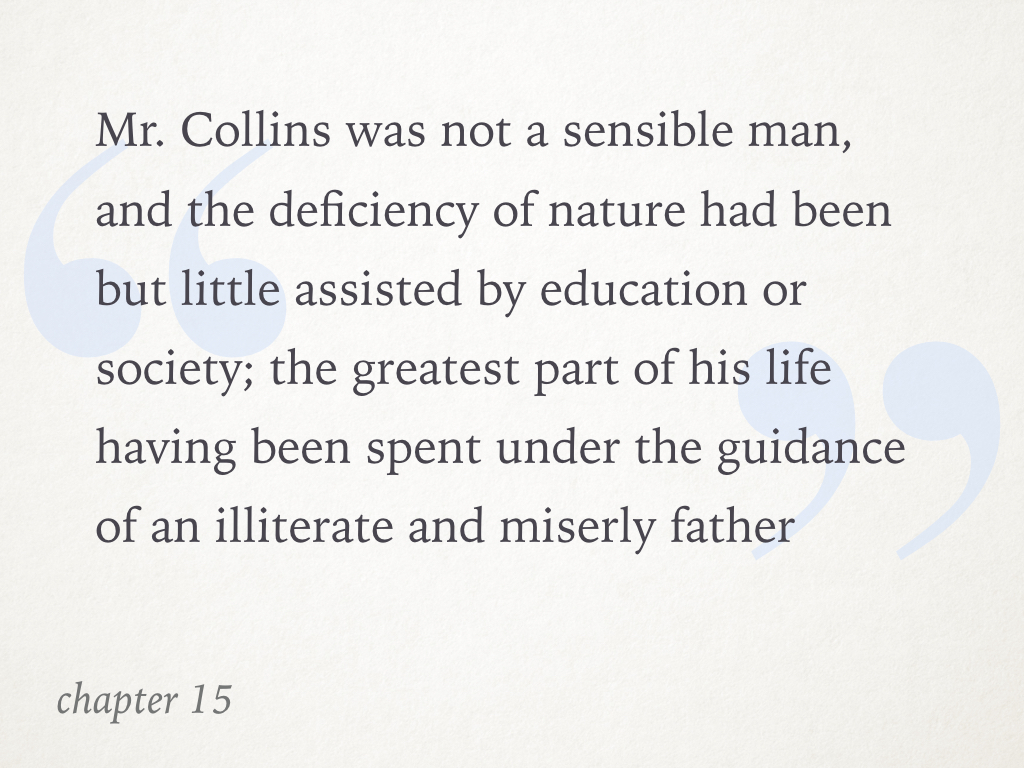 Mr. Collins was not a sensible man,
and the deficiency of nature had been
but little assisted by education or
society; the greatest part of his life
having been spent under the guidance
of an illiterate and miserly father
chapter 15